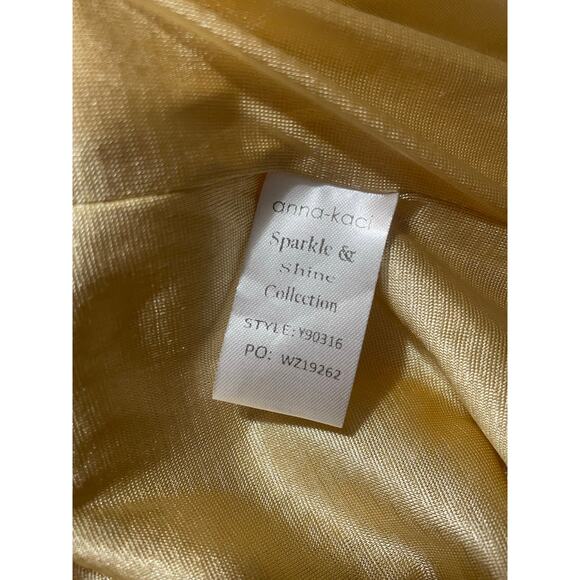 anna-kaci
Sparkle &
Shine
Collection
STYLE: Y90316
PO: WZ19262